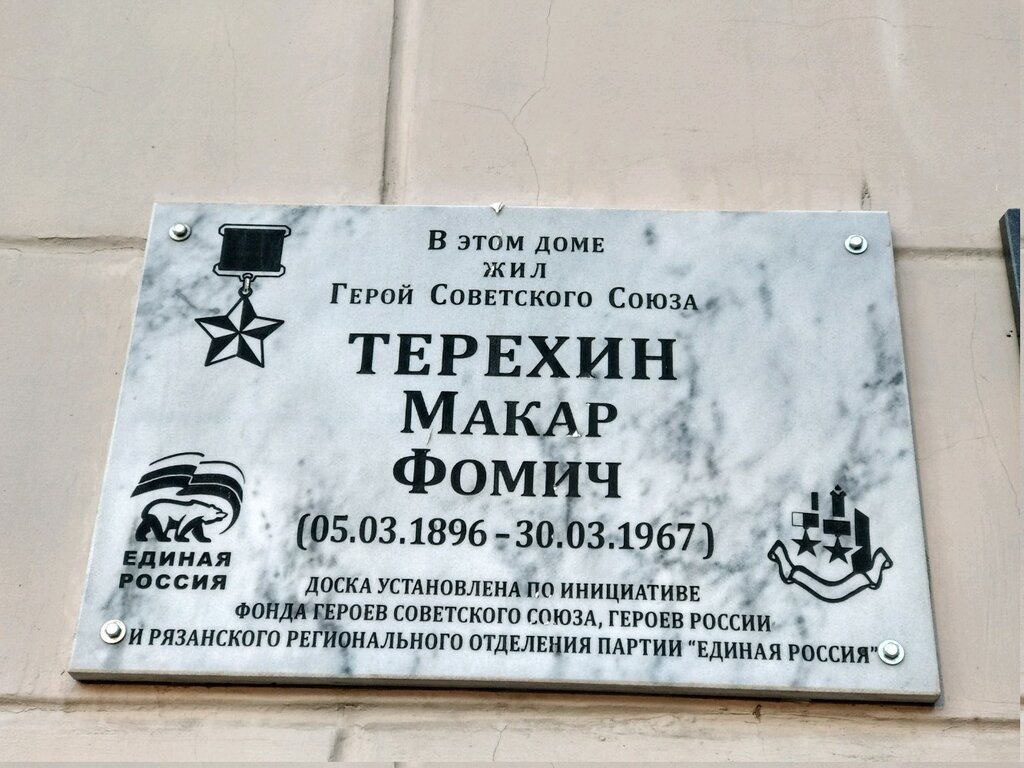 В этом доме
жил
Герой Советского Союза
ТЕРЕХИН
Макар
Фомич
(05.03.1896 – 30.03.1967)
ЕДИНАЯ
РОССИЯ
ДОСКА УСТАНОВЛЕНА ПО ИНИЦИАТИВЕ
ФОНДА ГЕРОЕВ СОВЕТСКОГО СОЮЗА, ГЕРОЕВ РОССИИ
И РЯЗАНСКОГО РЕГИОНАЛЬНОГО ОТДЕЛЕНИЯ ПАРТИИ "ЕДИНАЯ РОССИЯ"